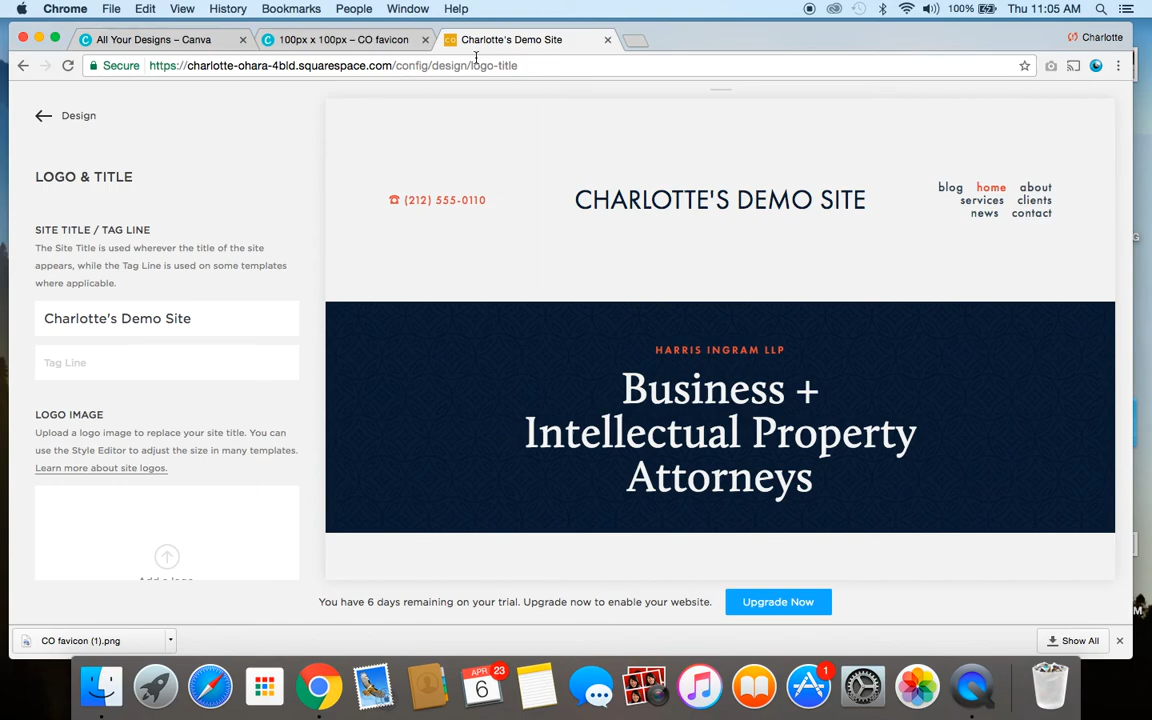 Chrome File Edit View History Bookmarks People Window Help 100% Thu 11:05 AM
All Your Designs – Canva 100px x 100px – CO favicon CO Charlotte's Demo Site Charlotte
Secure https://charlotte-ohara-4bld.squarespace.com/config/design/logo-title
Design
LOGO & TITLE
SITE TITLE / TAG LINE
The Site Title is used wherever the title of the site
appears, while the Tag Line is used on some templates
where applicable.
Charlotte's Demo Site
Tag Line
LOGO IMAGE
Upload a logo image to replace your site title. You can
use the Style Editor to adjust the size in many templates.
Learn more about site logos.
Add a logo
☎ (212) 555-0110
CHARLOTTE'S DEMO SITE
blog home about
services clients
news contact
HARRIS INGRAM LLP
Business +
Intellectual Property
Attorneys
You have 6 days remaining on your trial. Upgrade now to enable your website. Upgrade Now
CO favicon (1).png Show All
APR 23
6
1